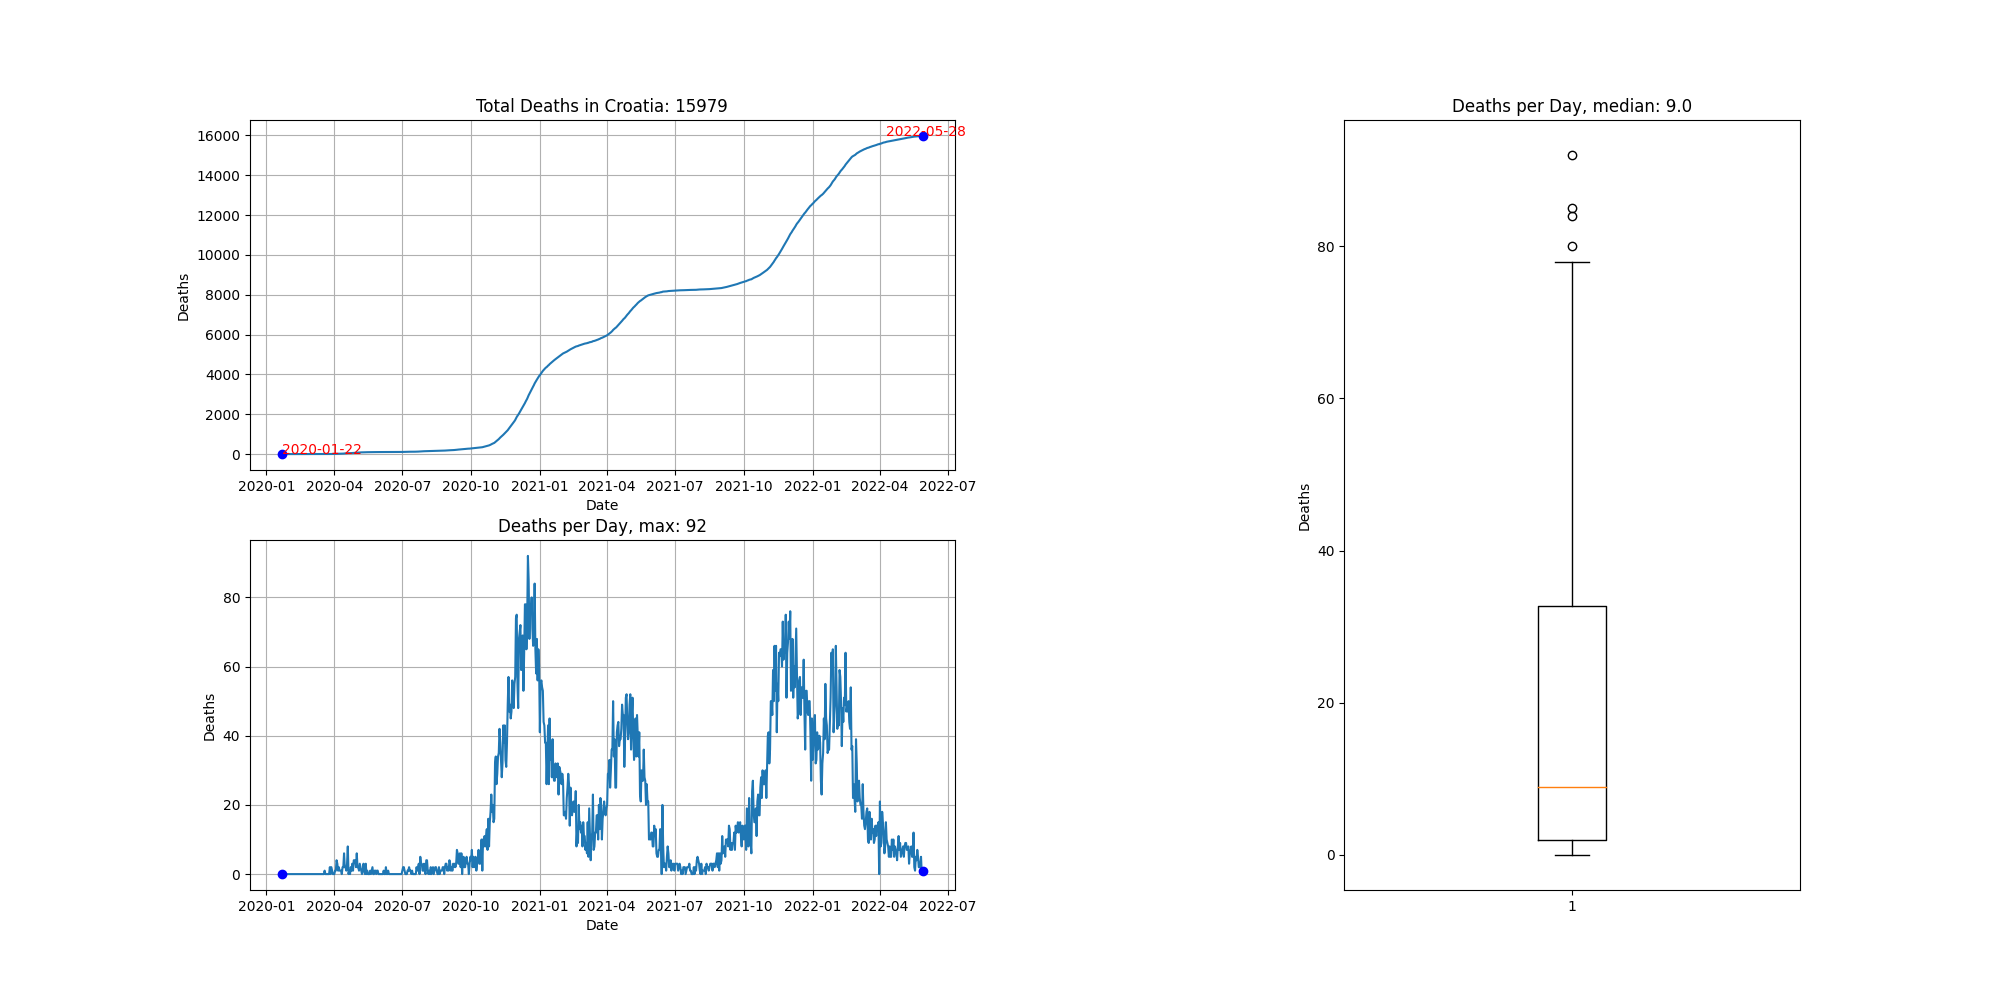 Total Deaths in Croatia: 15979
16000
14000
12000
10000
8000
6000
4000
2000
0
Deaths
2022-05-28
2020-01-22
2020-01 2020-04 2020-07 2020-10 2021-01 2021-04 2021-07 2021-10 2022-01 2022-04 2022-07
Date
Deaths per Day, max: 92
80
60
40
20
0
Deaths
2020-01 2020-04 2020-07 2020-10 2021-01 2021-04 2021-07 2021-10 2022-01 2022-04 2022-07
Date
Deaths per Day, median: 9.0
80
60
40
20
0
Deaths
1